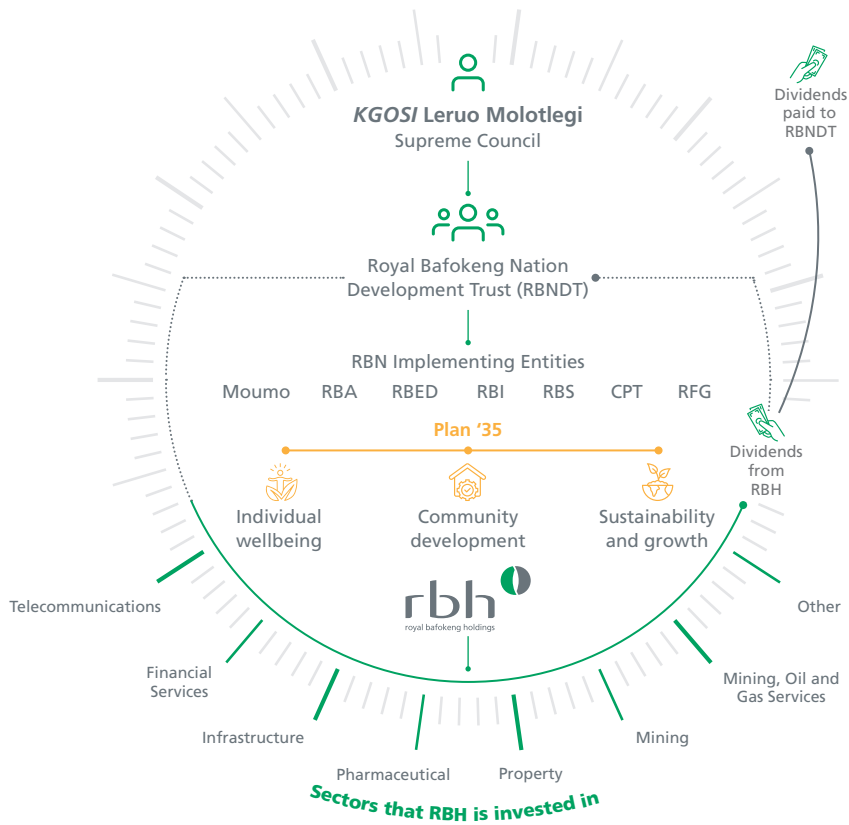 KGOSI Leruo Molotlegi
Supreme Council
Dividends
paid to
RBNDT
Royal Bafokeng Nation
Development Trust (RBNDT)
RBN Implementing Entities
Moumo RBA RBED RBI RBS CPT RFG
Plan '35
Dividends
from
RBH
Individual
wellbeing
Community
development
Sustainability
and growth
rbh
royal bafokeng holdings
Telecommunications
Financial
Services
Infrastructure
Pharmaceutical
Property
Mining
Mining, Oil and
Gas Services
Other
Sectors that RBH is invested in